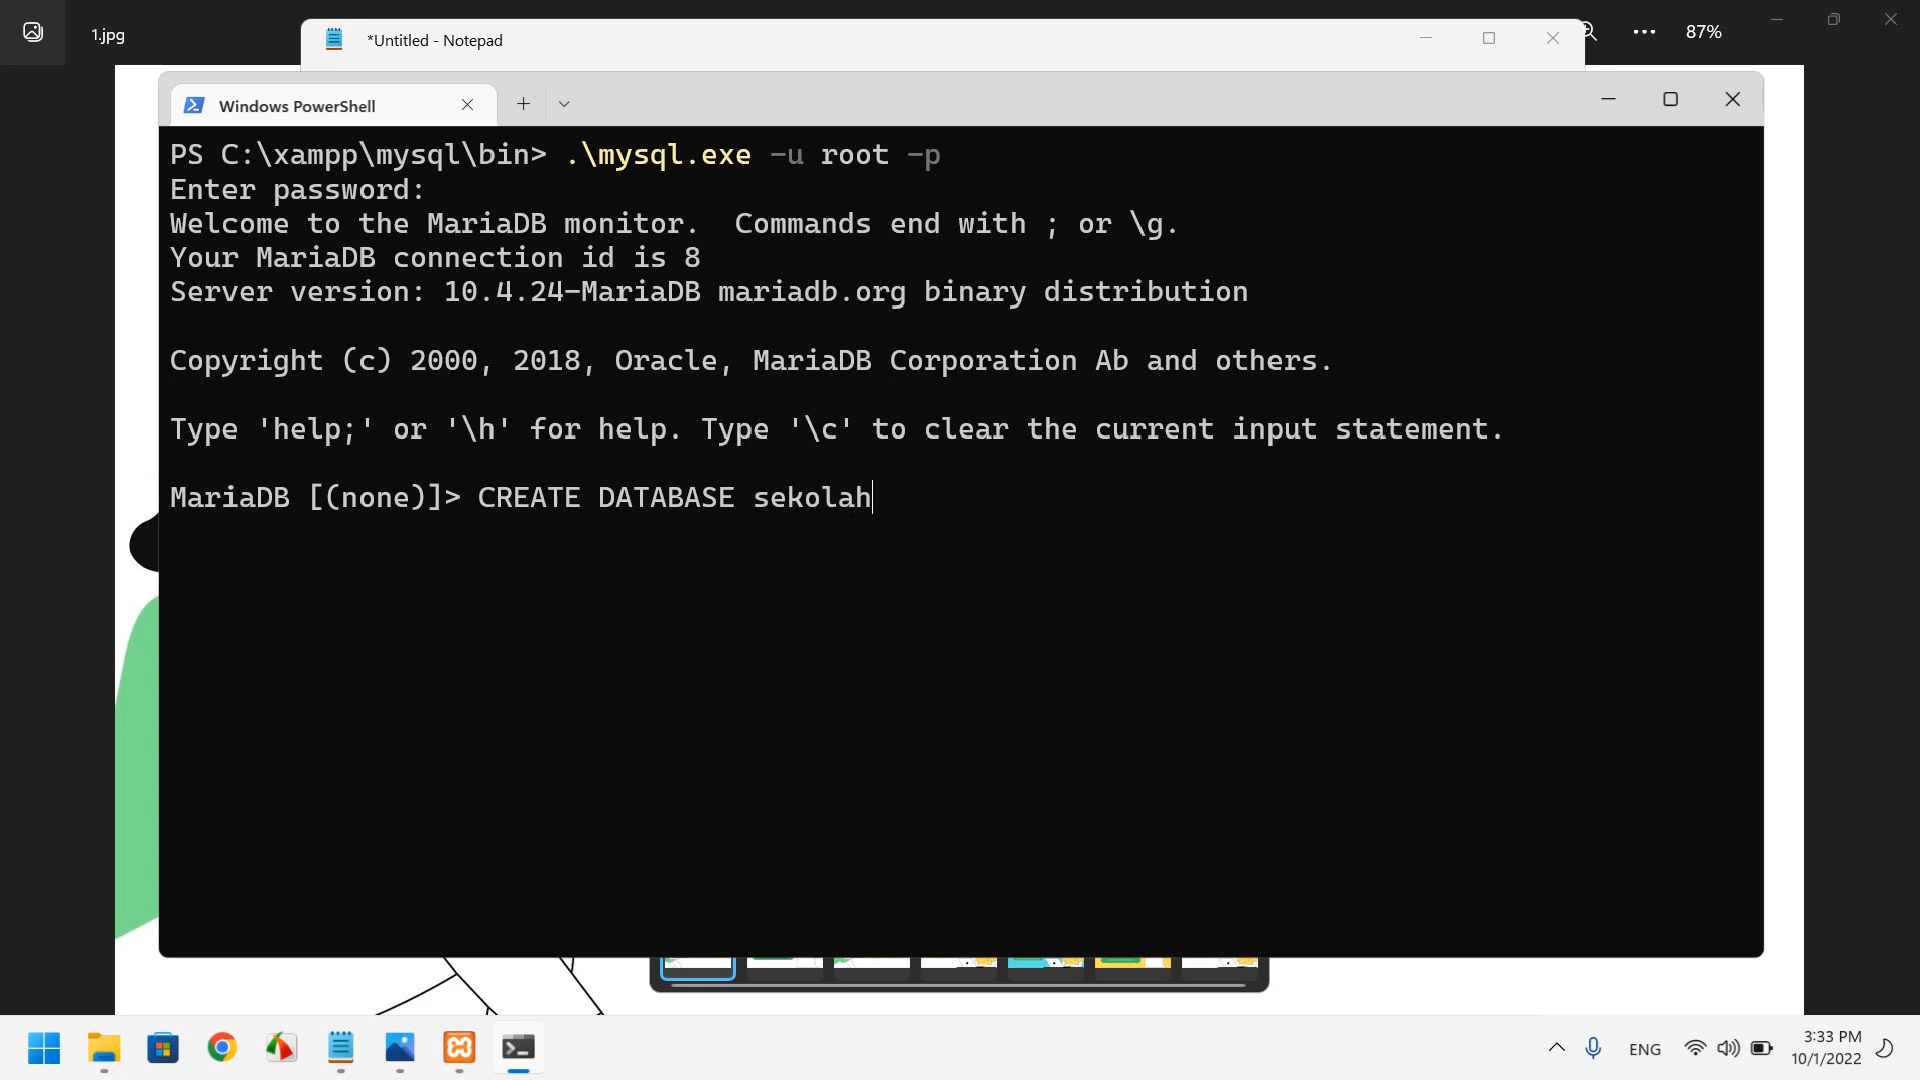 1.jpg
*Untitled - Notepad
87%
Windows PowerShell
PS C:\xampp\mysql\bin> .\mysql.exe -u root -p
Enter password:
Welcome to the MariaDB monitor.  Commands end with ; or \g.
Your MariaDB connection id is 8
Server version: 10.4.24-MariaDB mariadb.org binary distribution
Copyright (c) 2000, 2018, Oracle, MariaDB Corporation Ab and others.
Type 'help;' or '\h' for help. Type '\c' to clear the current input statement.
MariaDB [(none)]> CREATE DATABASE sekolah
ENG
3:33 PM
10/1/2022